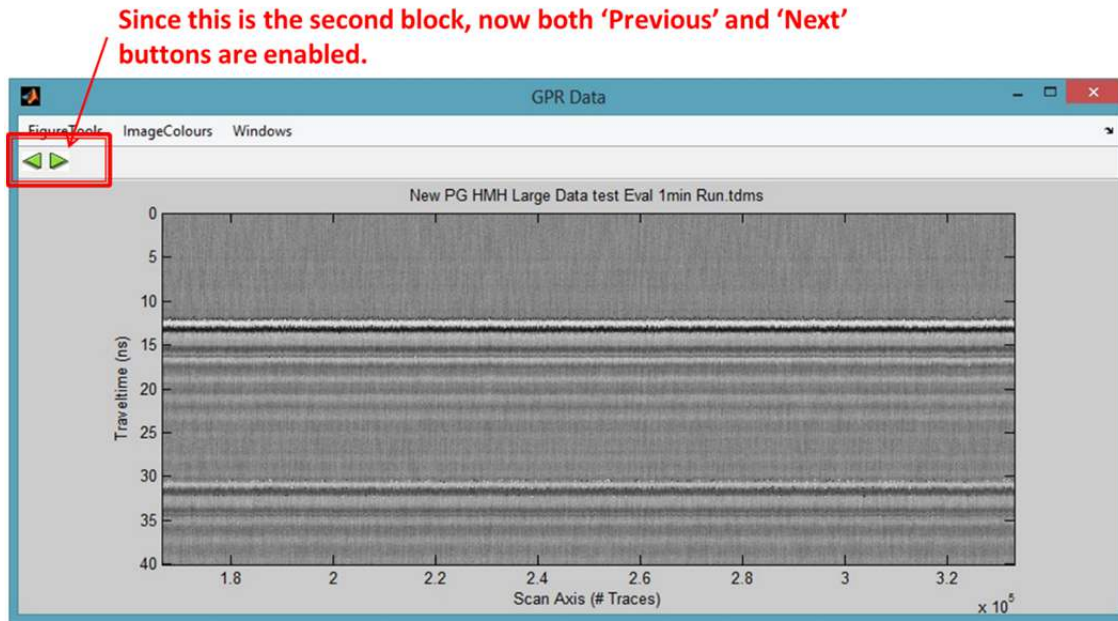 Since this is the second block, now both ‘Previous’ and ‘Next’
buttons are enabled.
GPR Data
FigureTools ImageColours Windows
New PG HMH Large Data test Eval 1min Run.tdms
0
5
10
15
20
25
30
35
40
Traveltime (ns)
1.8 2 2.2 2.4 2.6 2.8 3 3.2
Scan Axis (# Traces)
x 10⁵